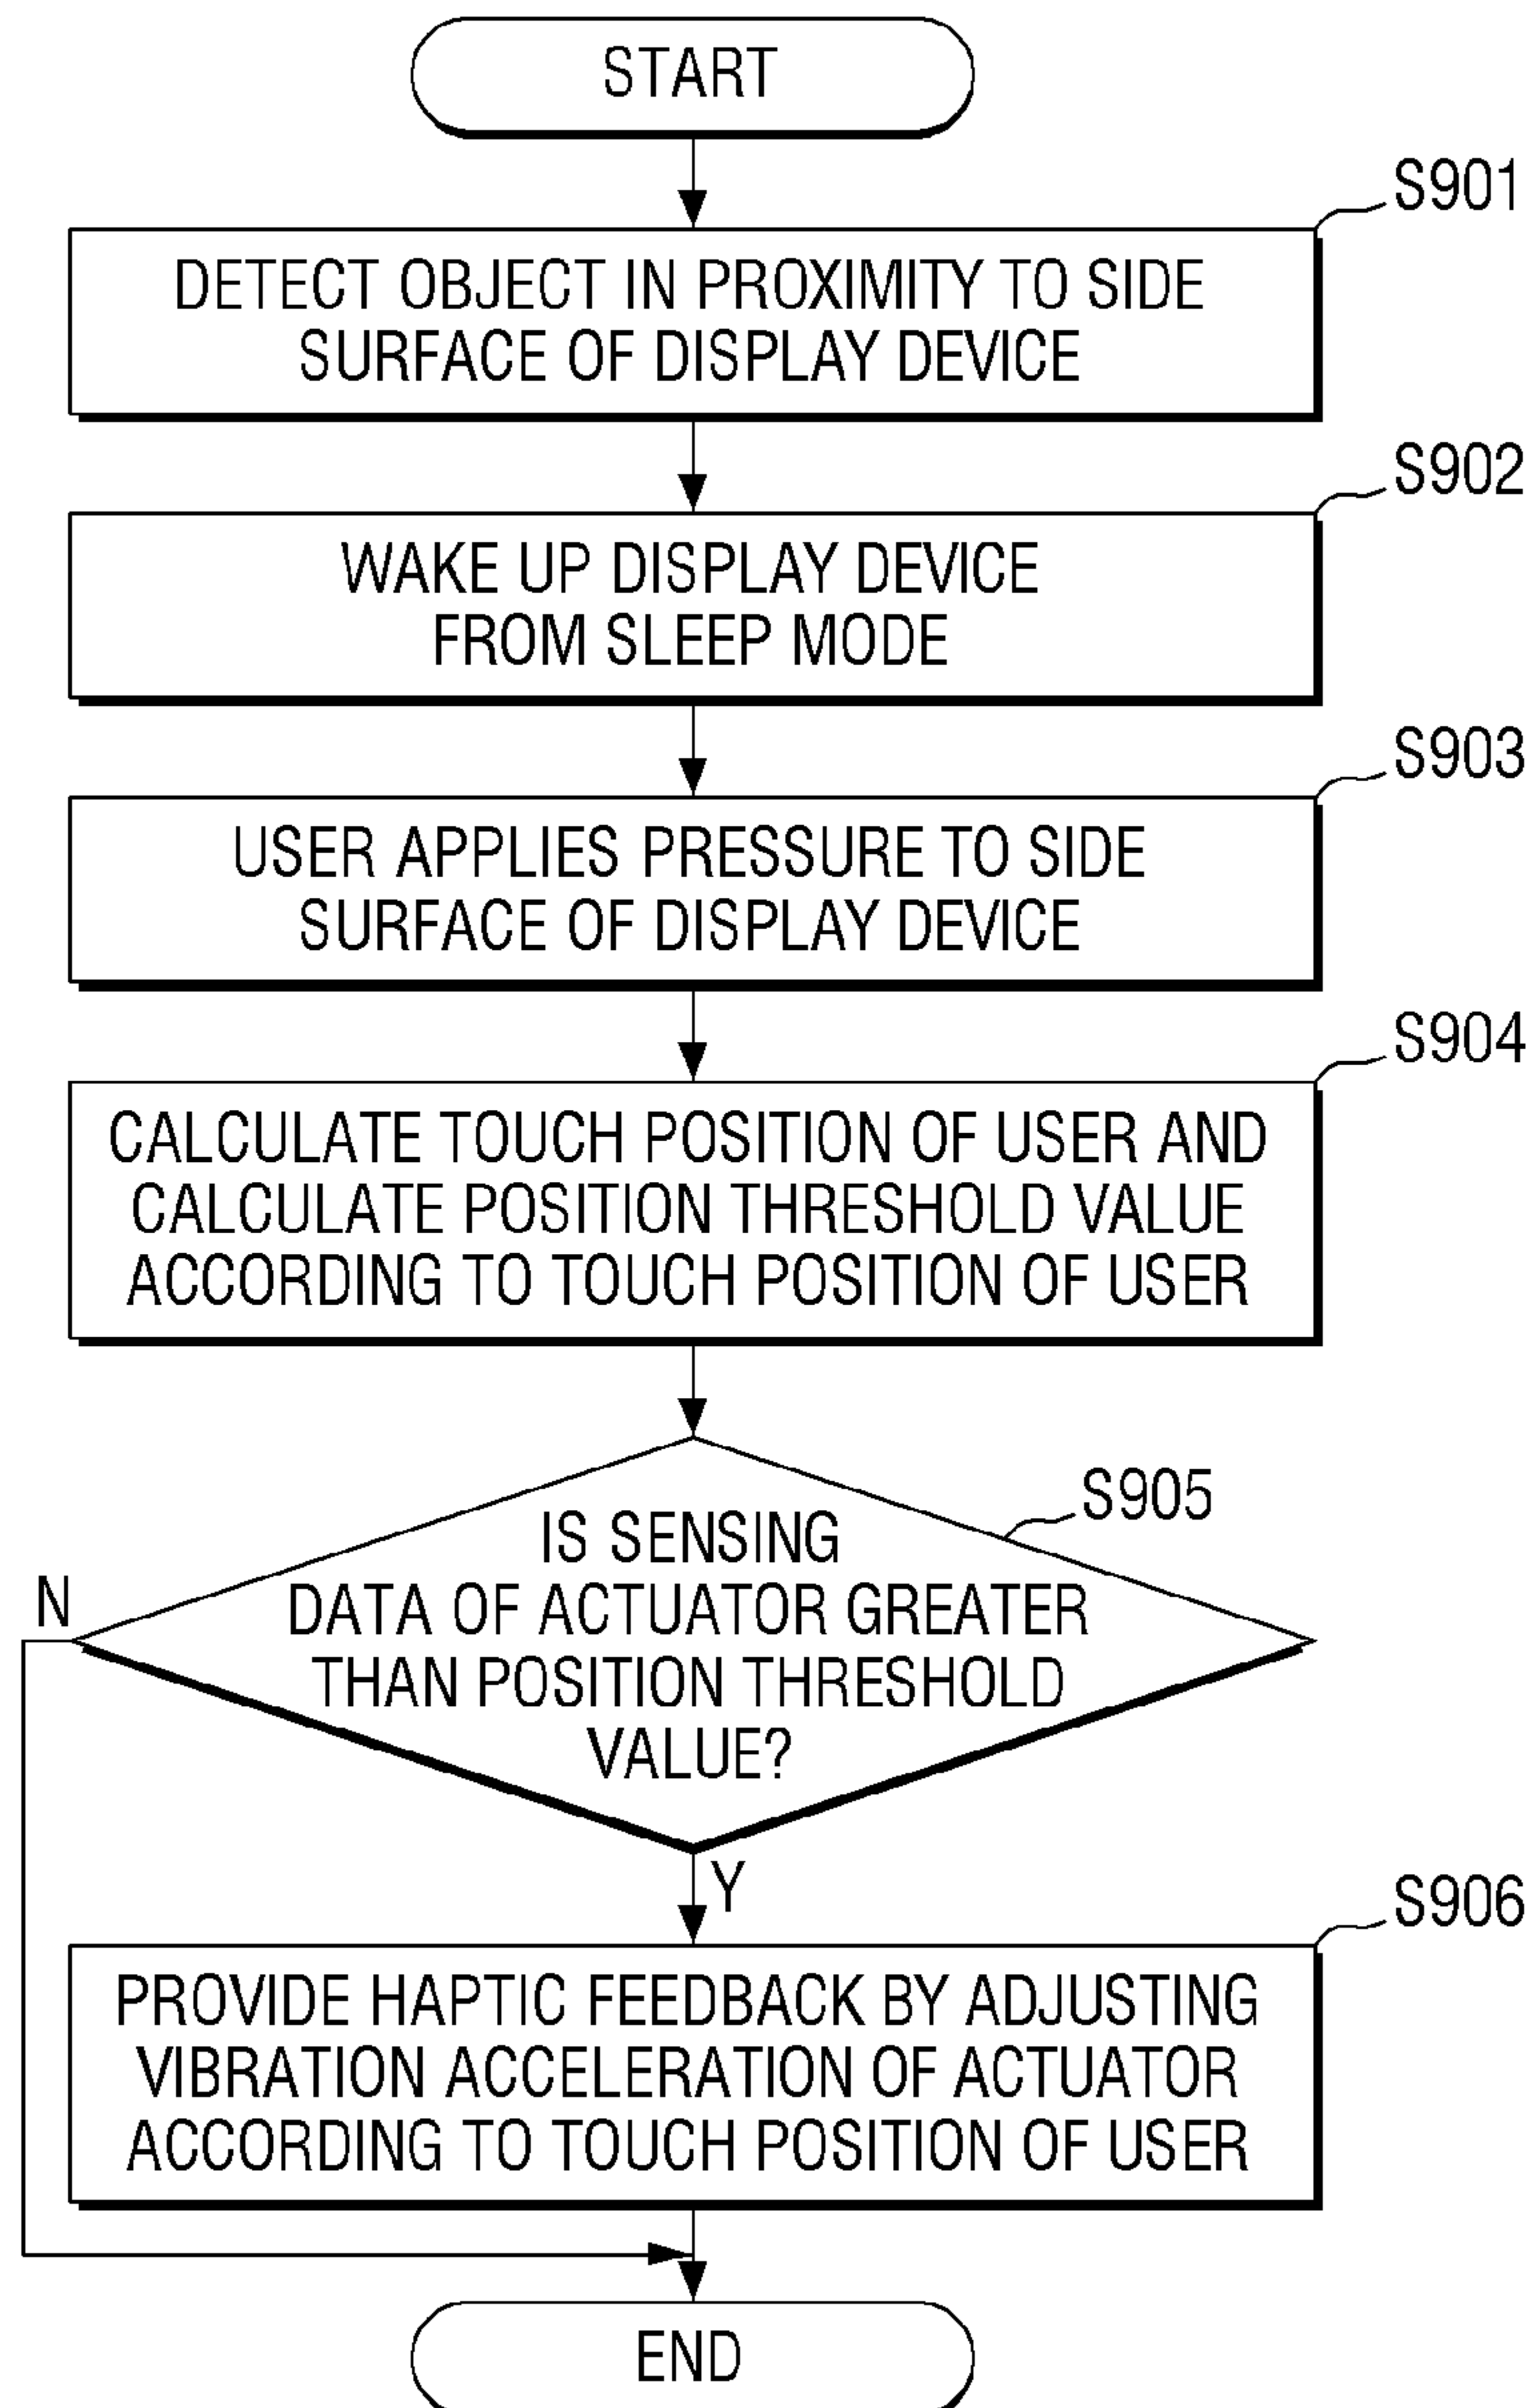 START
S901
DETECT OBJECT IN PROXIMITY TO SIDE
SURFACE OF DISPLAY DEVICE
S902
WAKE UP DISPLAY DEVICE
FROM SLEEP MODE
S903
USER APPLIES PRESSURE TO SIDE
SURFACE OF DISPLAY DEVICE
S904
CALCULATE TOUCH POSITION OF USER AND
CALCULATE POSITION THRESHOLD VALUE
ACCORDING TO TOUCH POSITION OF USER
S905
IS SENSING
DATA OF ACTUATOR GREATER
THAN POSITION THRESHOLD
VALUE?
N
Y
S906
PROVIDE HAPTIC FEEDBACK BY ADJUSTING
VIBRATION ACCELERATION OF ACTUATOR
ACCORDING TO TOUCH POSITION OF USER
END